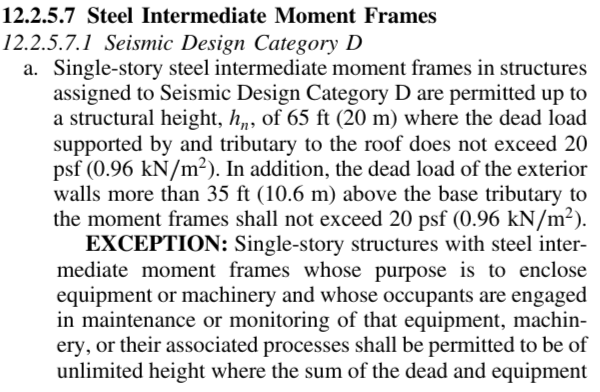 12.2.5.7 Steel Intermediate Moment Frames
12.2.5.7.1 Seismic Design Category D
a. Single-story steel intermediate moment frames in structures
assigned to Seismic Design Category D are permitted up to
a structural height, hₙ, of 65 ft (20 m) where the dead load
supported by and tributary to the roof does not exceed 20
psf (0.96 kN/m²). In addition, the dead load of the exterior
walls more than 35 ft (10.6 m) above the base tributary to
the moment frames shall not exceed 20 psf (0.96 kN/m²).
EXCEPTION: Single-story structures with steel inter-
mediate moment frames whose purpose is to enclose
equipment or machinery and whose occupants are engaged
in maintenance or monitoring of that equipment, machin-
ery, or their associated processes shall be permitted to be of
unlimited height where the sum of the dead and equipment